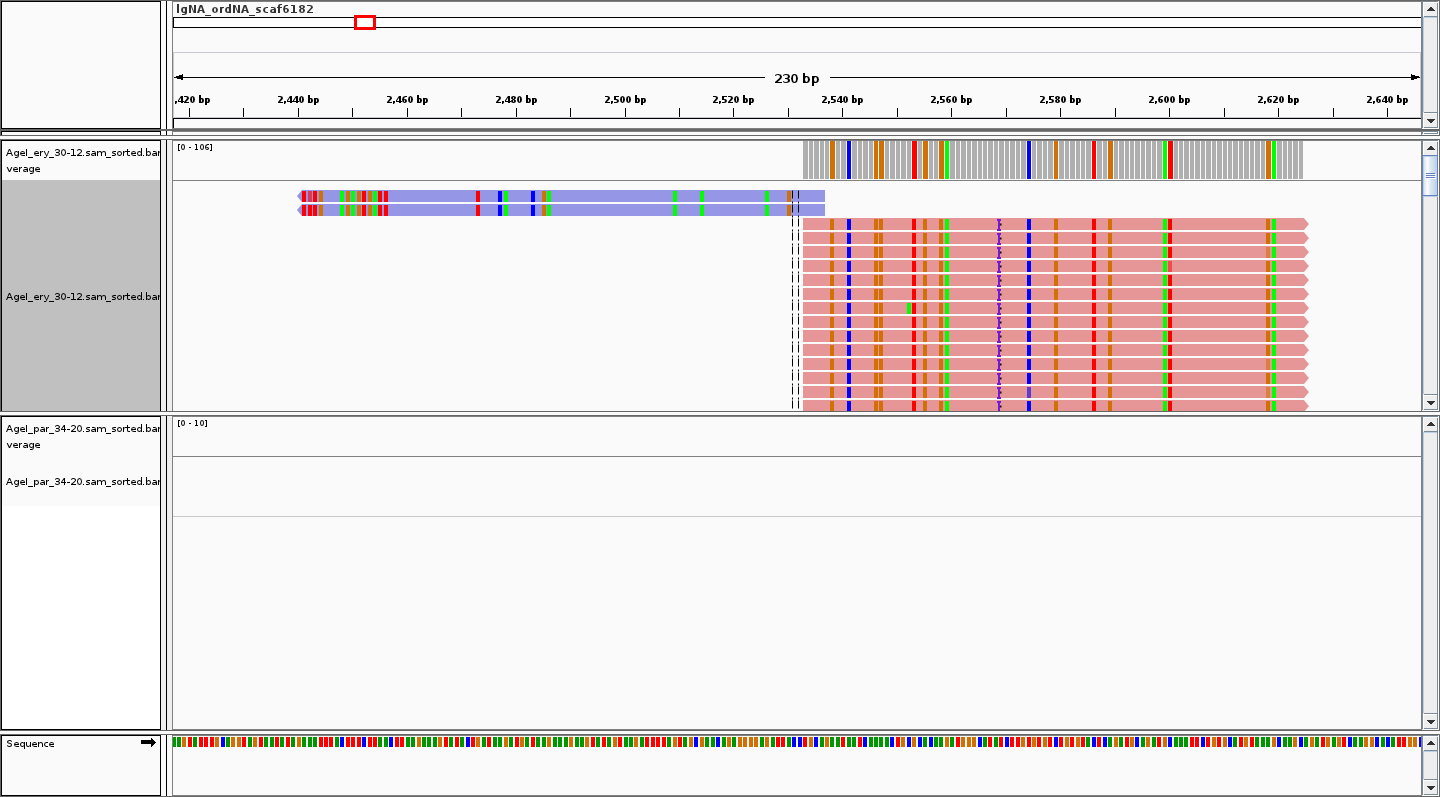 lgNA_ordNA_scaf6182
230 bp
,420 bp 2,440 bp 2,460 bp 2,480 bp 2,500 bp 2,520 bp 2,540 bp 2,560 bp 2,580 bp 2,600 bp 2,620 bp 2,640 bp
Agel_ery_30-12.sam_sorted.bar
verage
[0 - 106]
Agel_ery_30-12.sam_sorted.bar
Agel_par_34-20.sam_sorted.bar
verage
[0 - 10]
Agel_par_34-20.sam_sorted.bar
Sequence